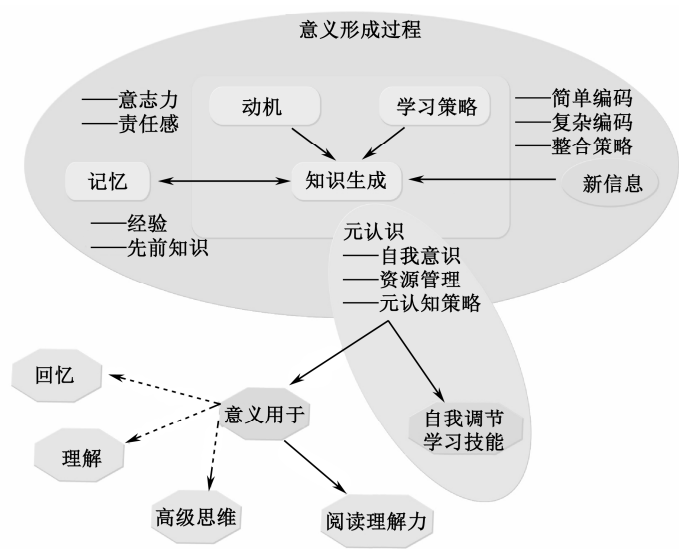 意义形成过程
——意志力
——责任感
动机
学习策略
——简单编码
——复杂编码
——整合策略
记忆
知识生成
新信息
——经验
——先前知识
元认识
——自我意识
——资源管理
——元认知策略
回忆
意义用于
自我调节
学习技能
理解
高级思维
阅读理解力